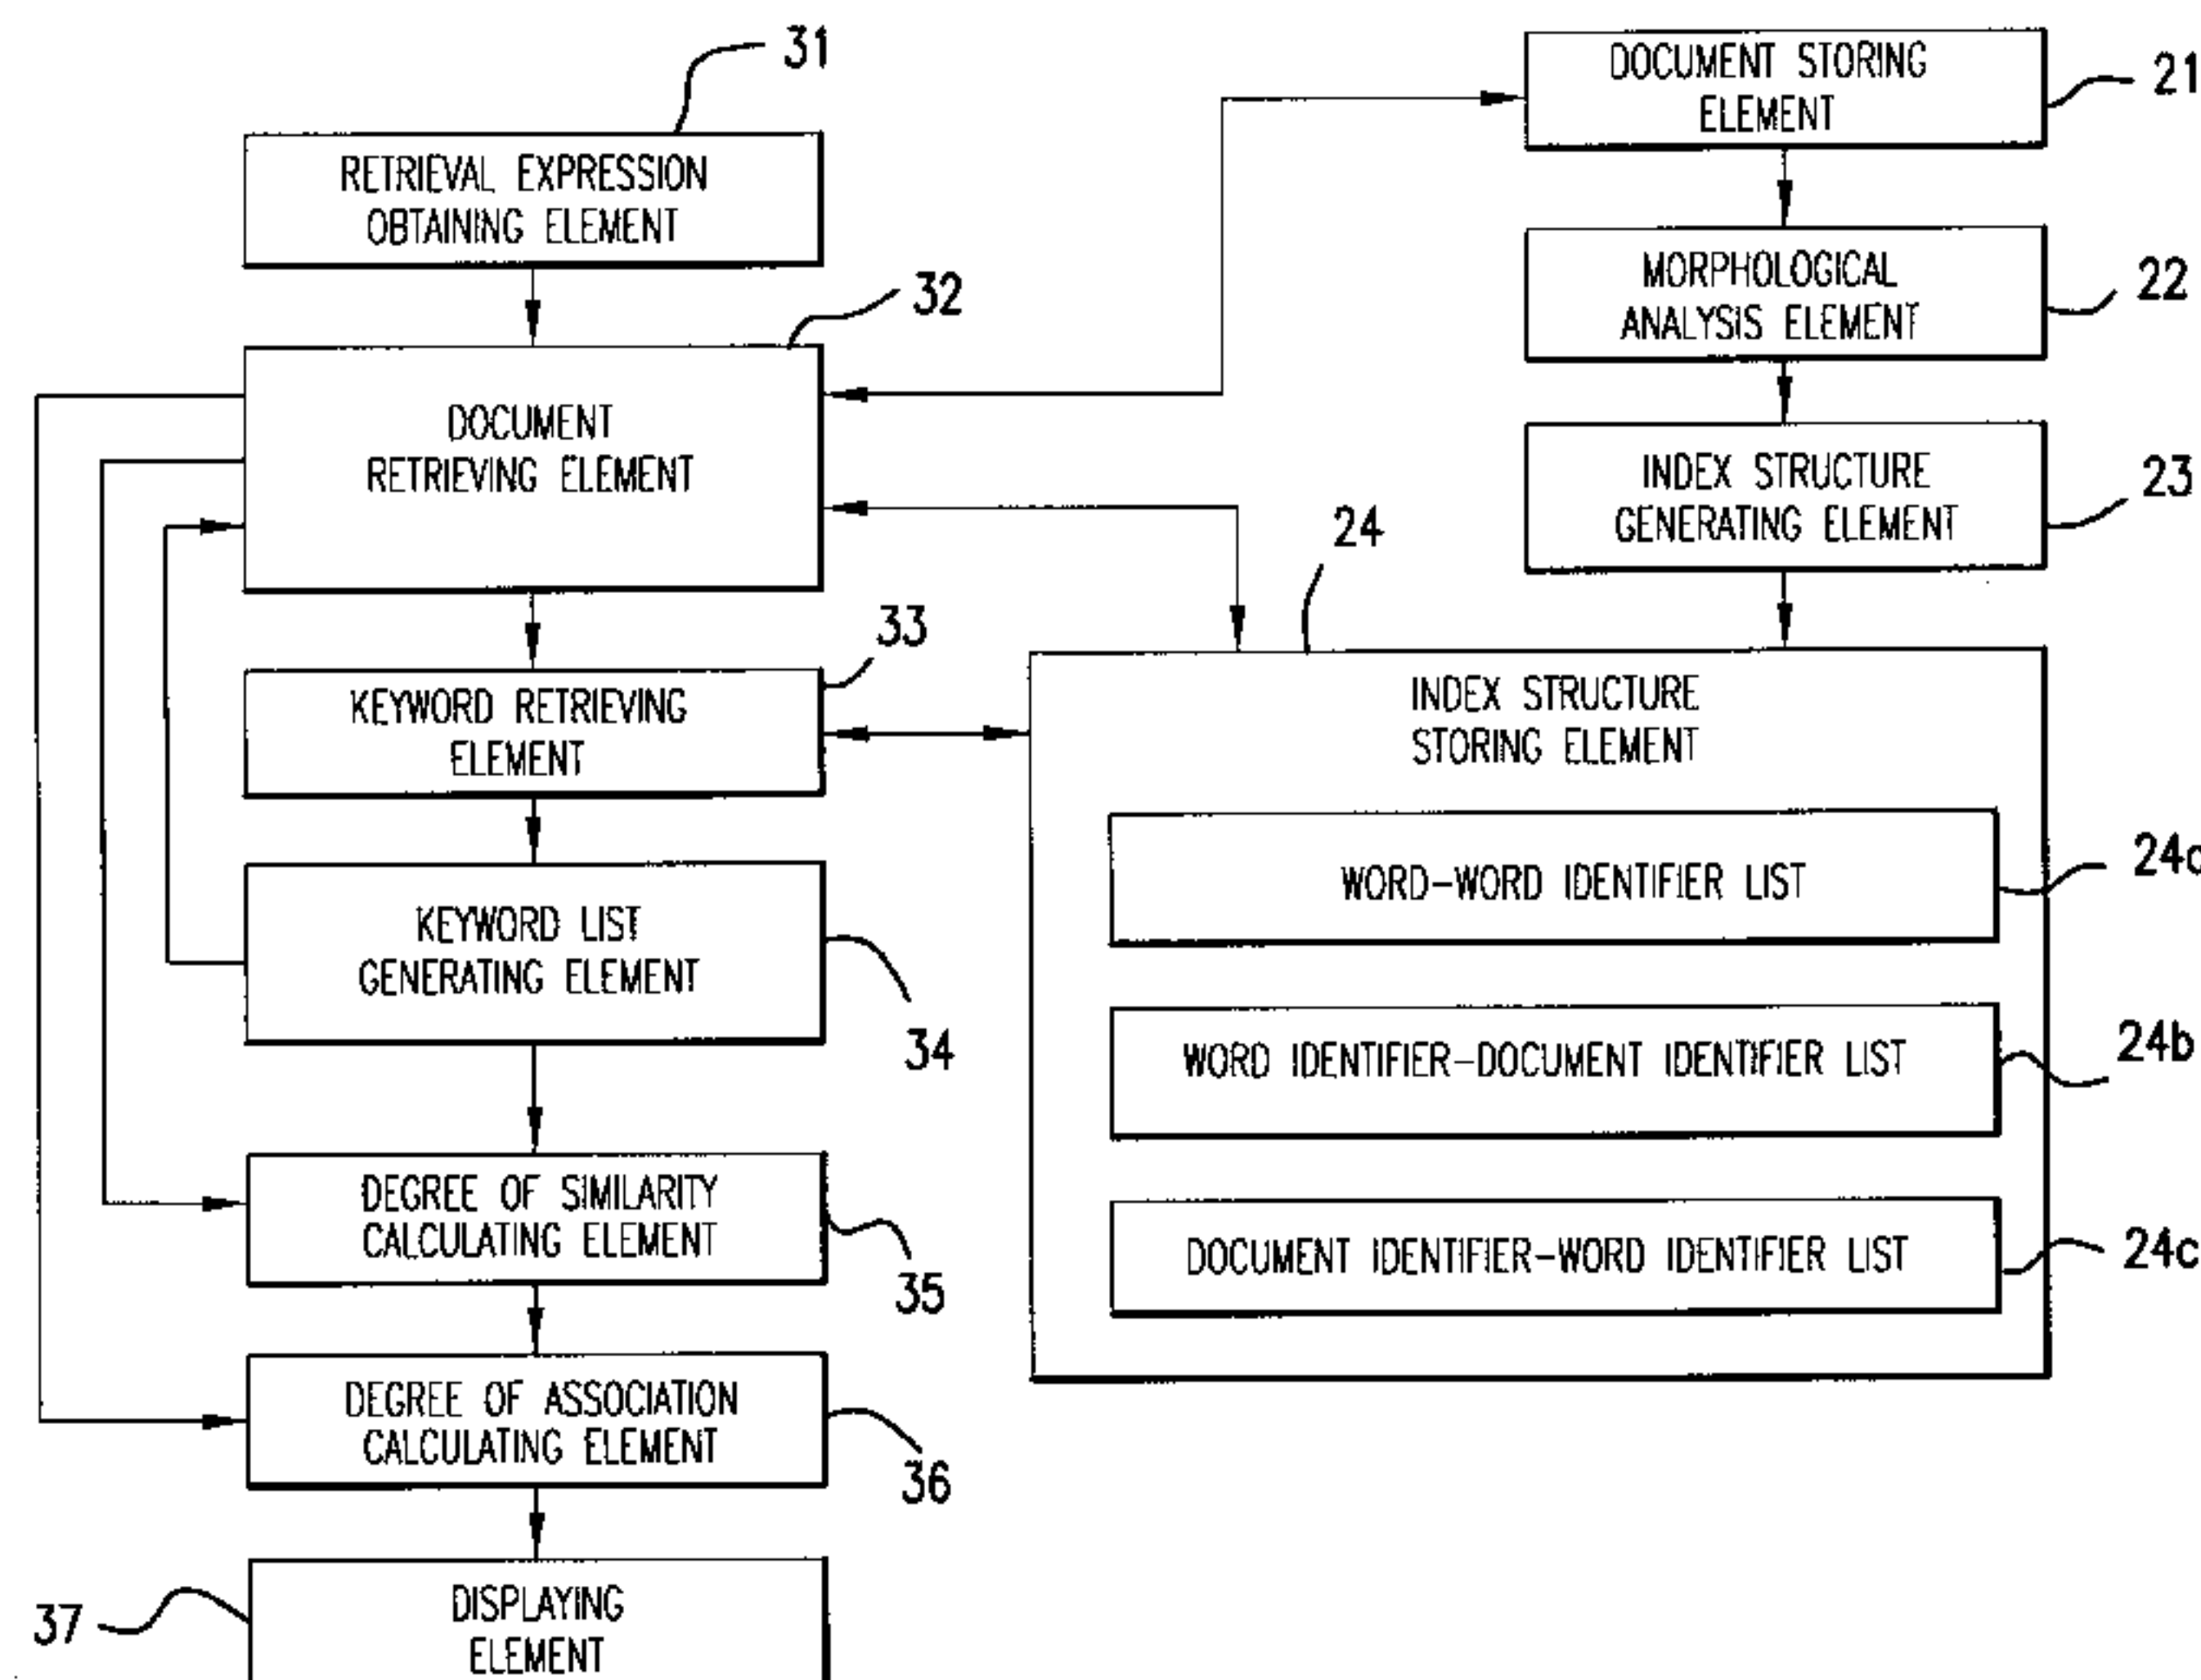 31
RETRIEVAL EXPRESSION
OBTAINING ELEMENT
32
DOCUMENT
RETRIEVING ELEMENT
33
KEYWORD RETRIEVING
ELEMENT
KEYWORD LIST
GENERATING ELEMENT
34
DEGREE OF SIMILARITY
CALCULATING ELEMENT
35
DEGREE OF ASSOCIATION
CALCULATING ELEMENT
36
37
DISPLAYING
ELEMENT
DOCUMENT STORING
ELEMENT
21
MORPHOLOGICAL
ANALYSIS ELEMENT
22
INDEX STRUCTURE
GENERATING ELEMENT
23
24
INDEX STRUCTURE
STORING ELEMENT
WORD-WORD IDENTIFIER LIST
WORD IDENTIFIER-DOCUMENT IDENTIFIER LIST
24b
DOCUMENT IDENTIFIER-WORD IDENTIFIER LIST
24c